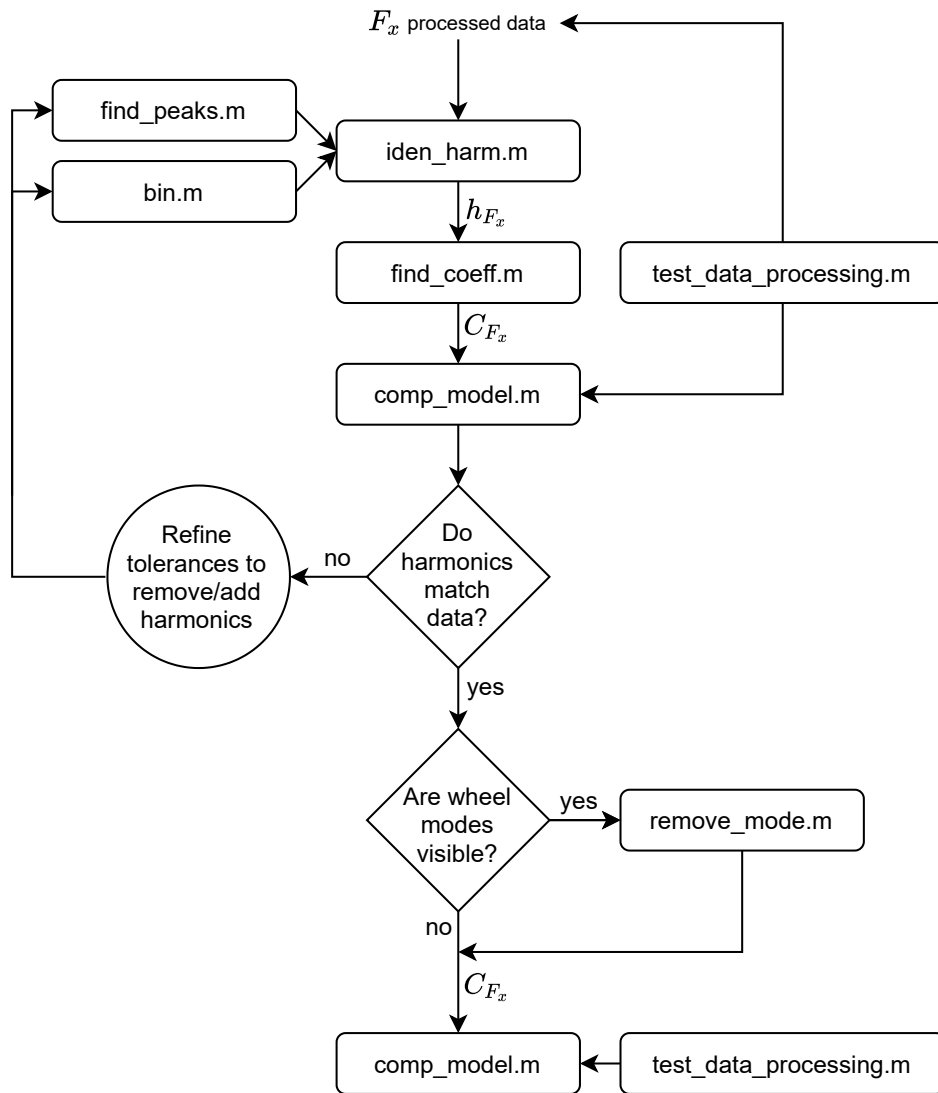 F_x processed data
find_peaks.m
iden_harm.m
bin.m
h_{F_x}
find_coeff.m
test_data_processing.m
C_{F_x}
comp_model.m
Do
harmonics
match
data?
no
Refine
tolerances to
remove/add
harmonics
yes
Are wheel
modes
visible?
yes
remove_mode.m
no
C_{F_x}
comp_model.m
test_data_processing.m